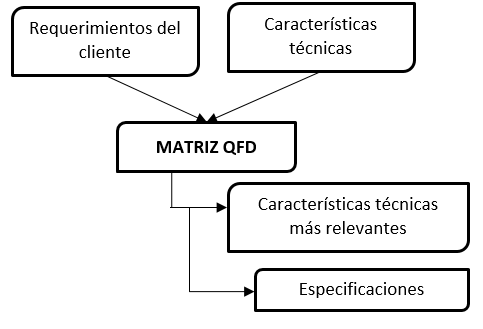 Requerimientos del
cliente
Características
técnicas
MATRIZ QFD
Características técnicas
más relevantes
Especificaciones